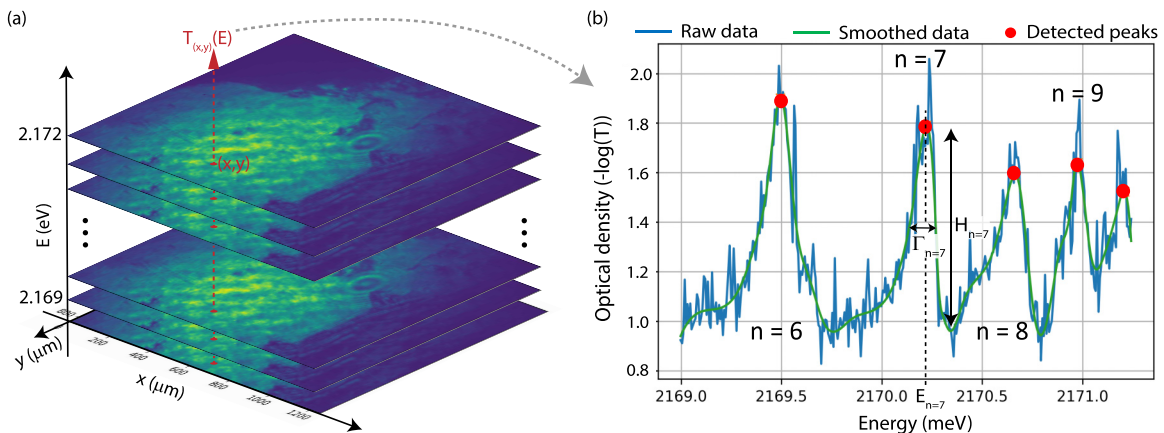 (a)
T(x,y)(E)
(x,y)
2.172
E (eV)
2.169
y (μm)
600
200
400
600
800
1000
1200
x (μm)
(b)
Raw data
Smoothed data
Detected peaks
n = 7
n = 9
n = 6
n = 8
Γn=7
Hn=7
En=7
Optical density (-log(T))
2.0
1.8
1.6
1.4
1.2
1.0
0.8
2169.0
2169.5
2170.0
2170.5
2171.0
Energy (meV)